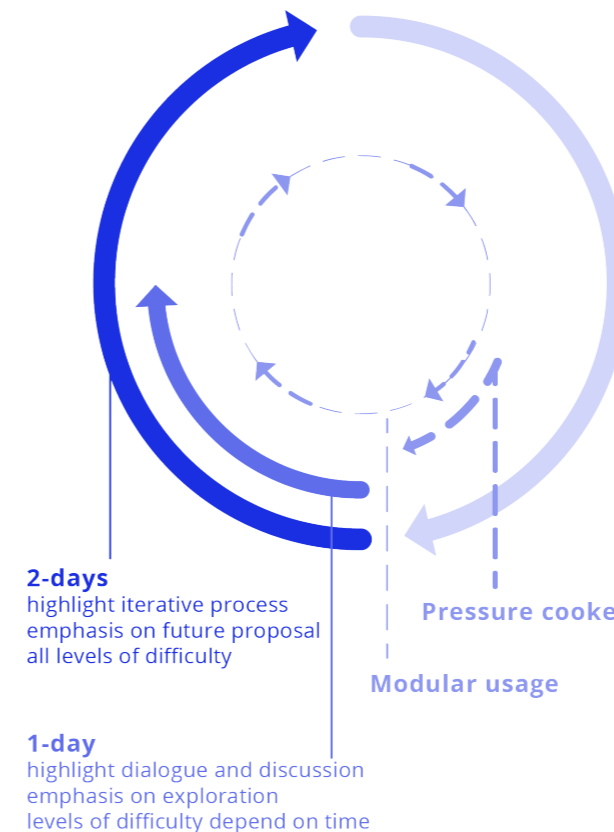 2-days
highlight iterative process
emphasis on future proposal
all levels of difficulty
Pressure cooke
Modular usage
1-day
highlight dialogue and discussion
emphasis on exploration
levels of difficulty depend on time